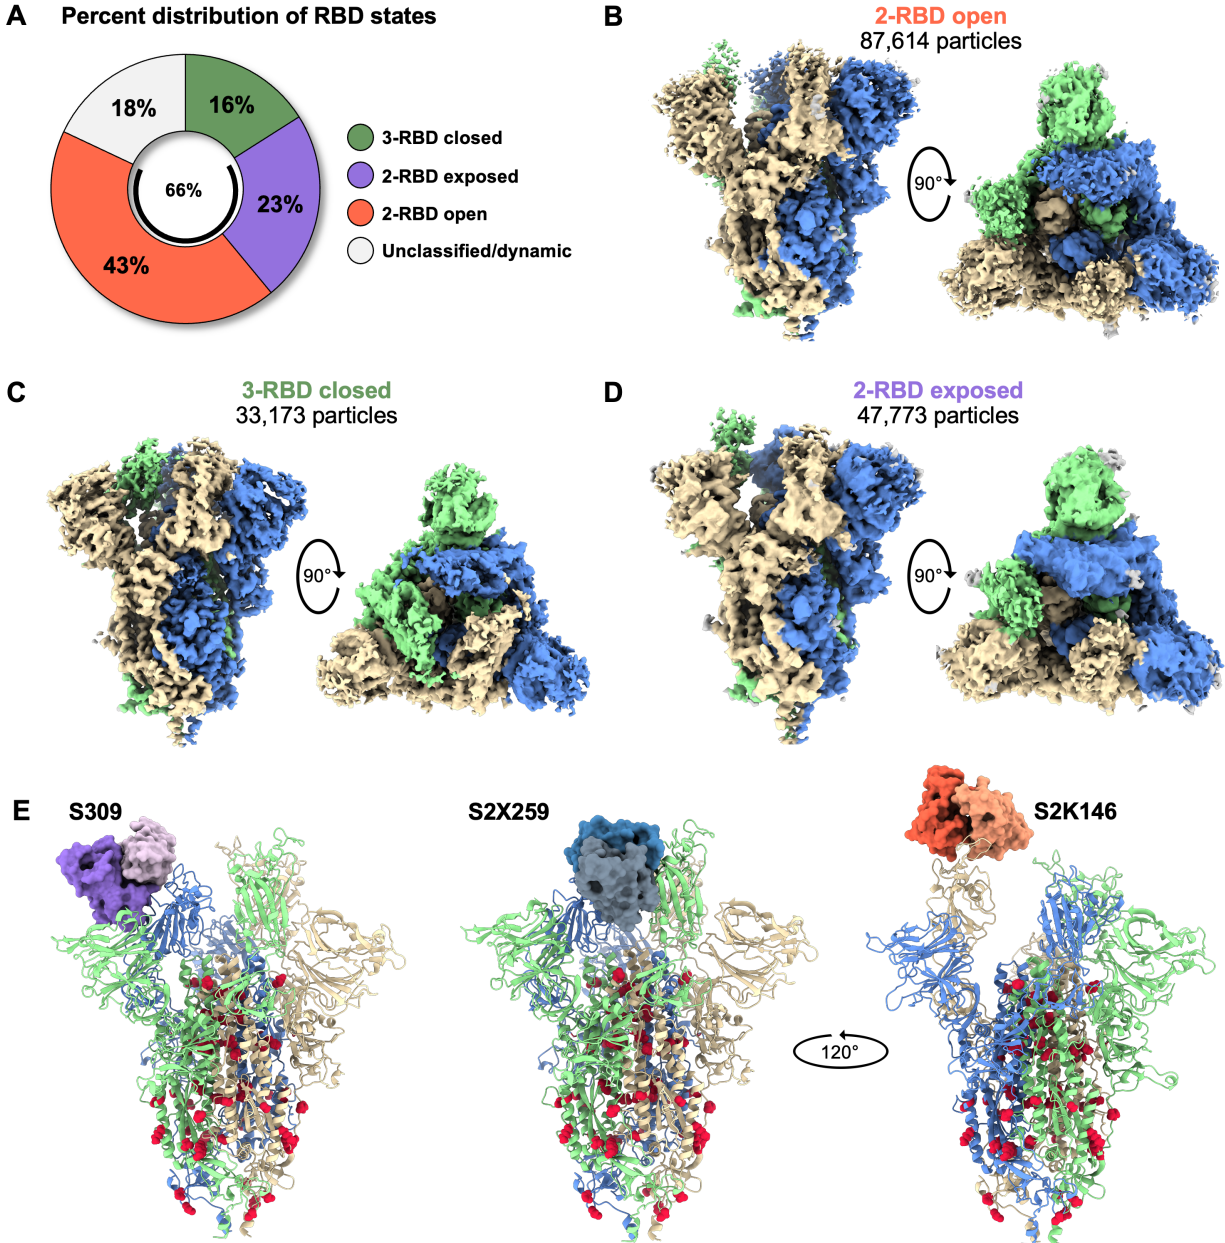 A
Percent distribution of RBD states
18%
16%
66%
23%
43%
3-RBD closed
2-RBD exposed
2-RBD open
Unclassified/dynamic
B
2-RBD open
87,614 particles
90°
C
3-RBD closed
33,173 particles
90°
D
2-RBD exposed
47,773 particles
90°
E
S309
S2X259
S2K146
120°